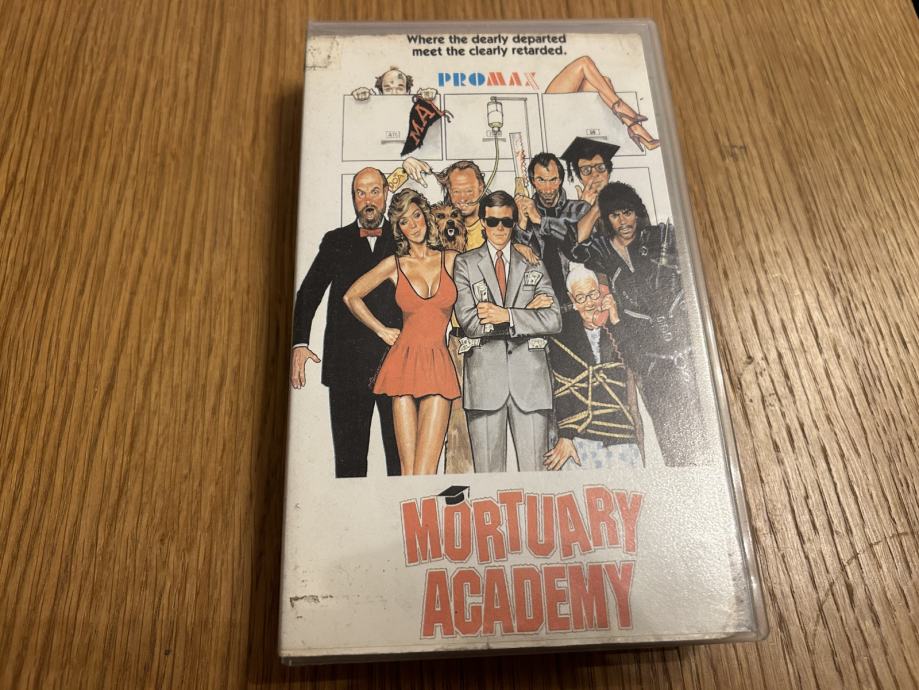 Where the dearly departed
meet the clearly retarded.
PROMAX
MA
MORTUARY
ACADEMY